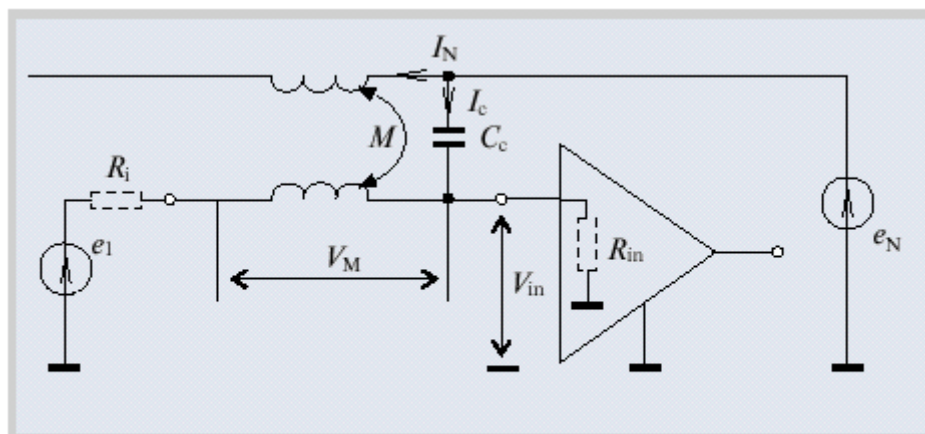 I_N
I_c
M
C_c
R_i
e_1
V_M
V_in
R_in
e_N